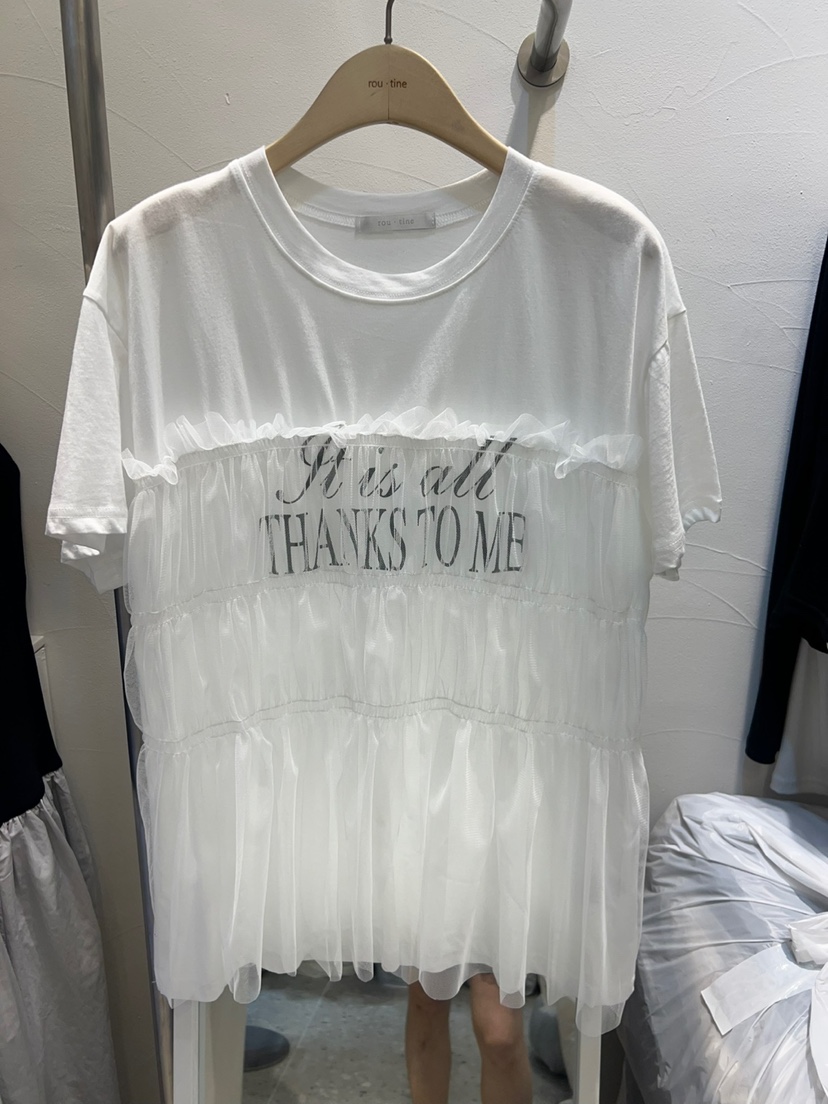 rou · tine
rou · tine
It is all
THANKS TO ME